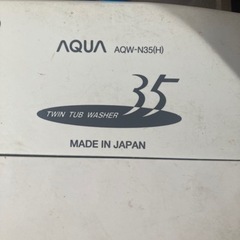 AQUA AQW-N35(H)
35
TWIN TUB WASHER
MADE IN JAPAN